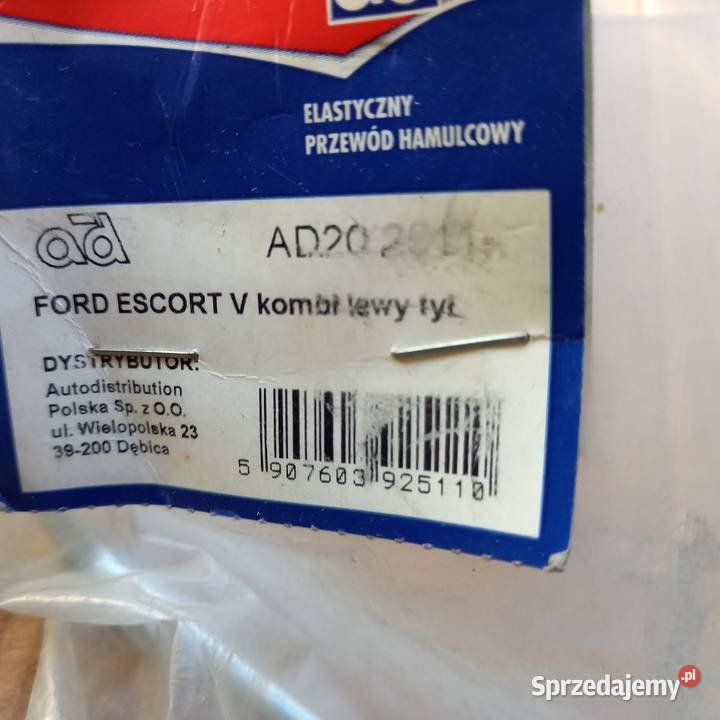 ELASTYCZNY
PRZEWÓD HAMULCOWY
ad
AD20
FORD ESCORT V kombi lewy tył
DYSTRYBUTOR:
Autodistribution
Polska Sp. z O.O.
ul. Wielopolska 23
39-200 Dębica
5 907603 925110
Sprzedajemy.pl